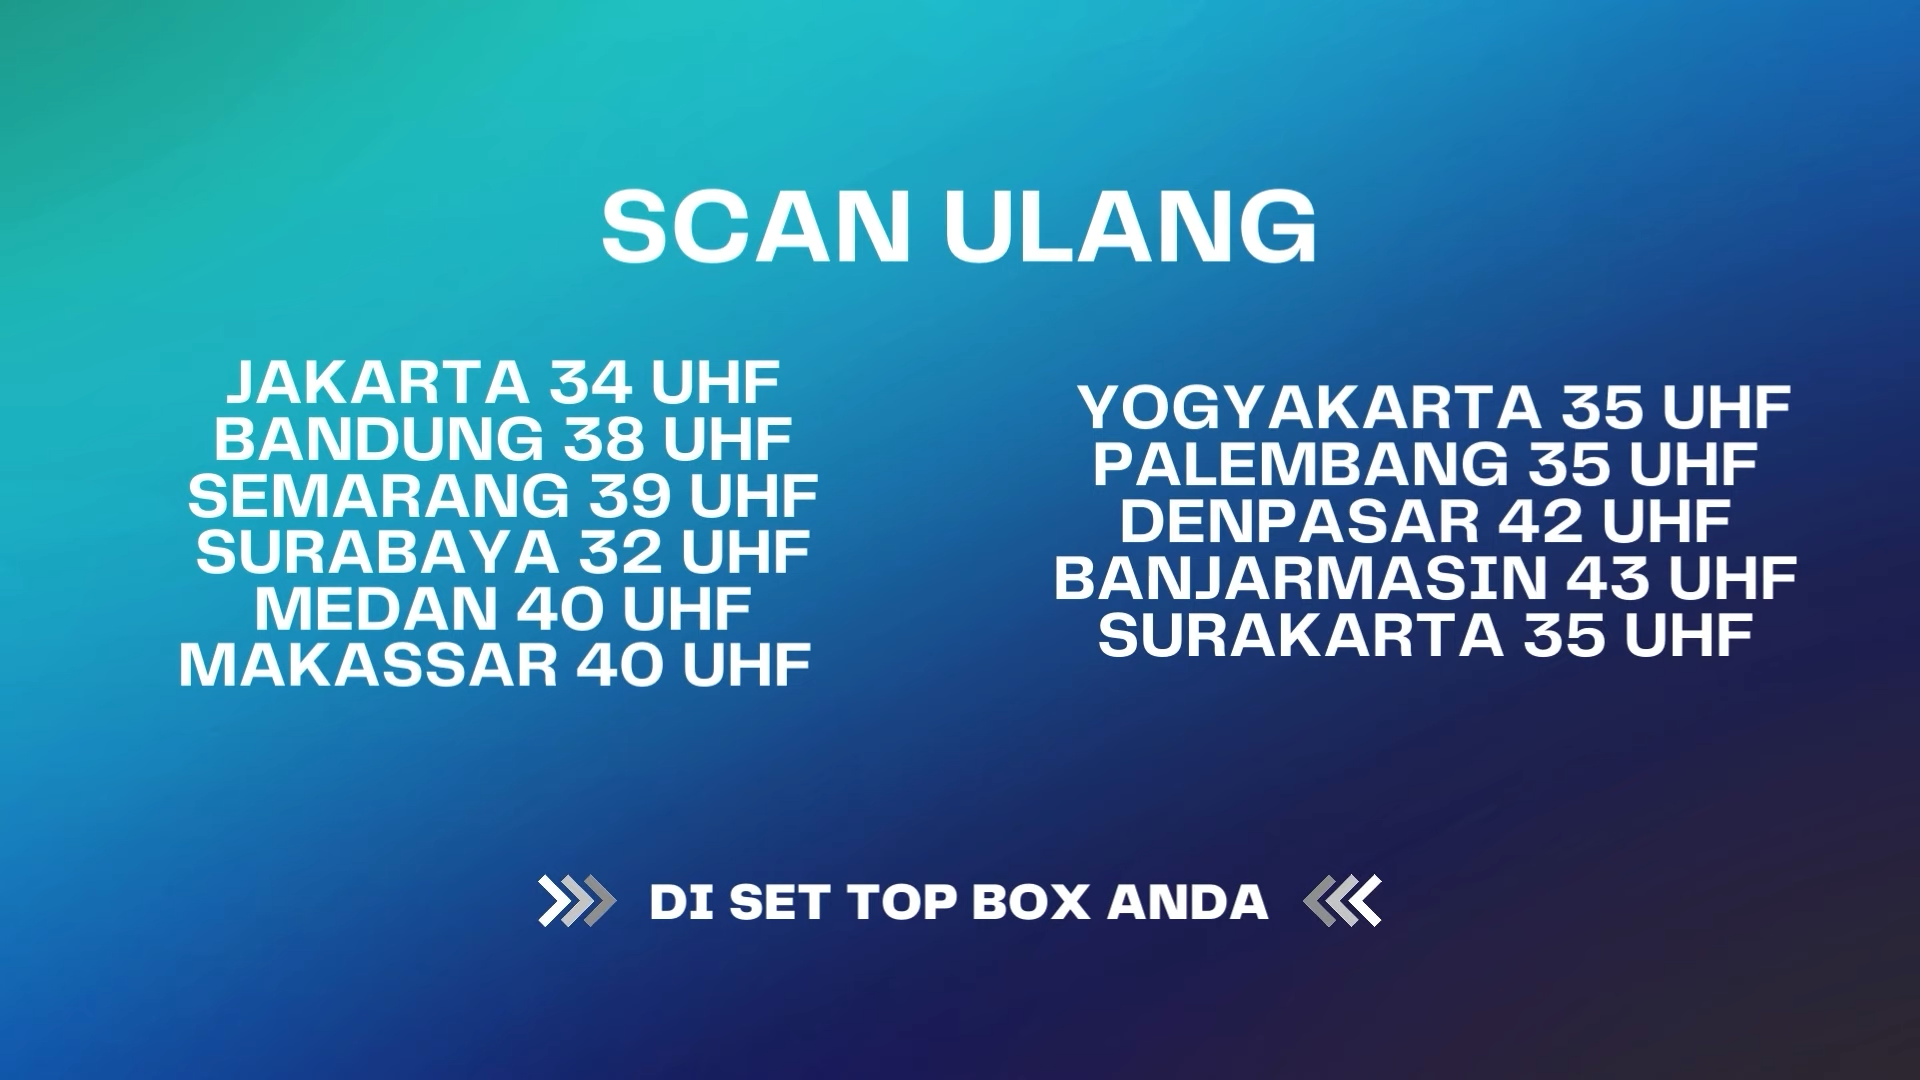 SCAN ULANG
JAKARTA 34 UHF
BANDUNG 38 UHF
SEMARANG 39 UHF
SURABAYA 32 UHF
MEDAN 40 UHF
MAKASSAR 40 UHF
YOGYAKARTA 35 UHF
PALEMBANG 35 UHF
DENPASAR 42 UHF
BANJARMASIN 43 UHF
SURAKARTA 35 UHF
DI SET TOP BOX ANDA